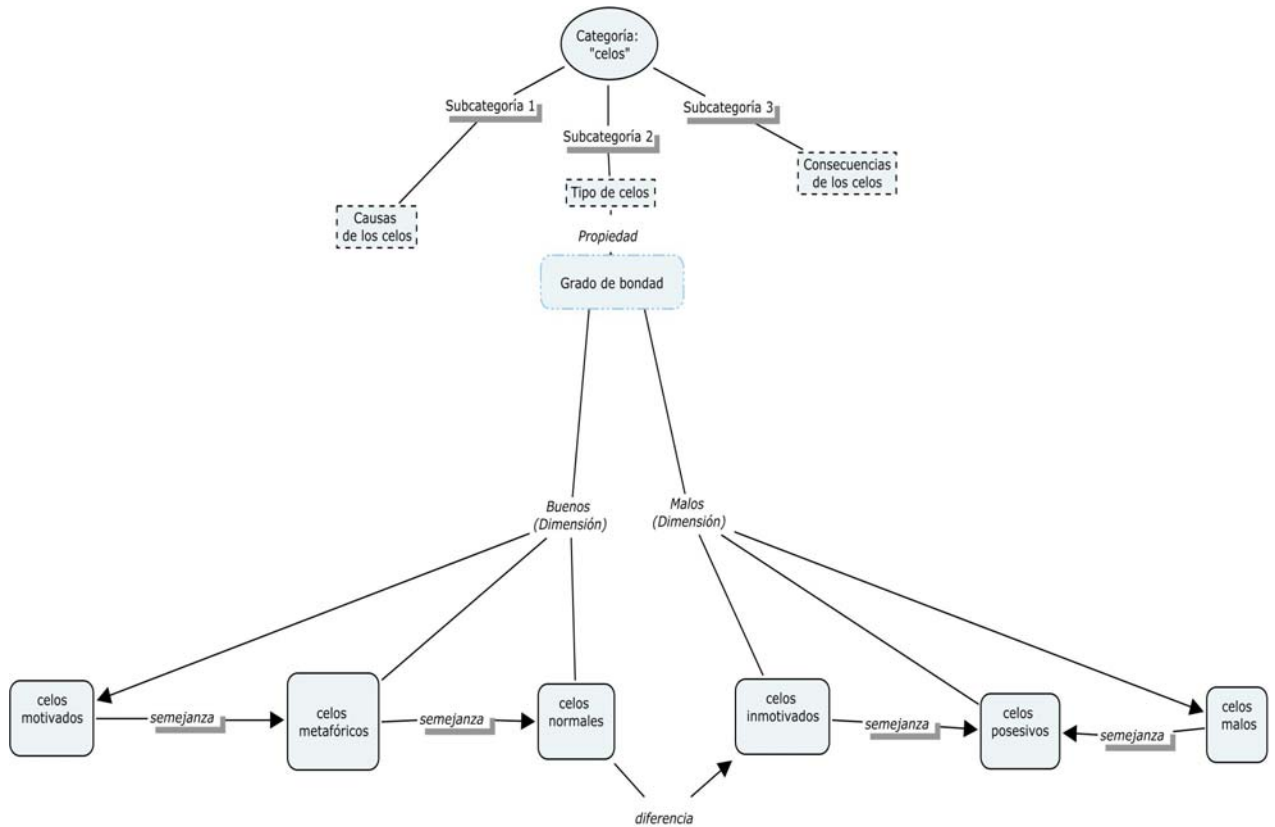 Categoría:
"celos"
Subcategoría 1
Subcategoría 2
Subcategoría 3
Causas
de los celos
Tipo de celos
Consecuencias
de los celos
Propiedad
Grado de bondad
Buenos
(Dimensión)
Malos
(Dimensión)
celos
motivados
semejanza
celos
metafóricos
semejanza
celos
normales
diferencia
celos
inmotivados
semejanza
celos
posesivos
semejanza
celos
malos